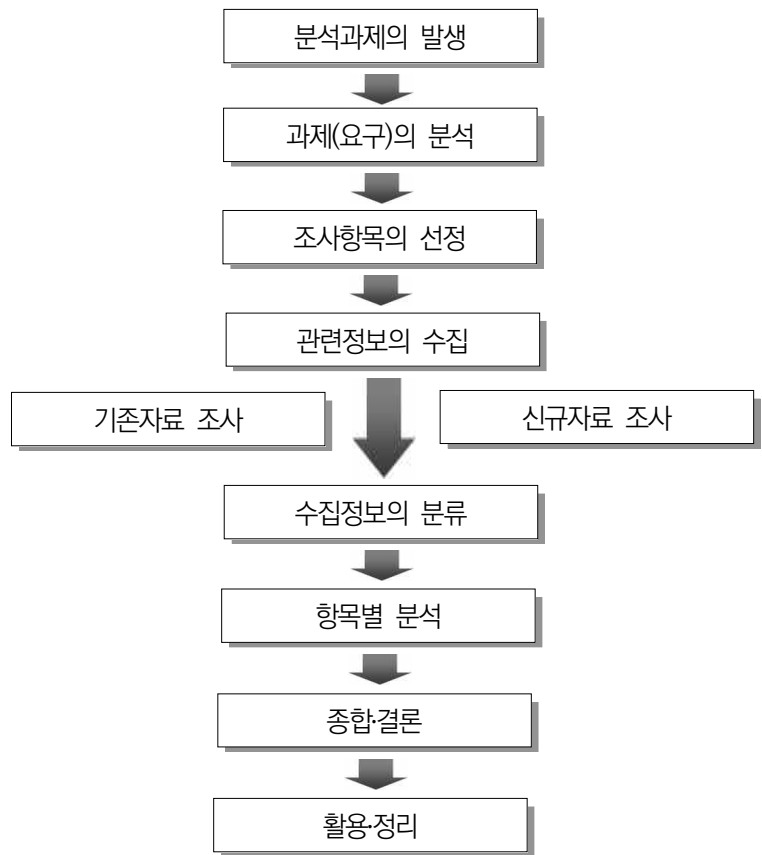 분석과제의 발생
과제(요구)의 분석
조사항목의 선정
관련정보의 수집
기존자료 조사
신규자료 조사
수집정보의 분류
항목별 분석
종합·결론
활용·정리